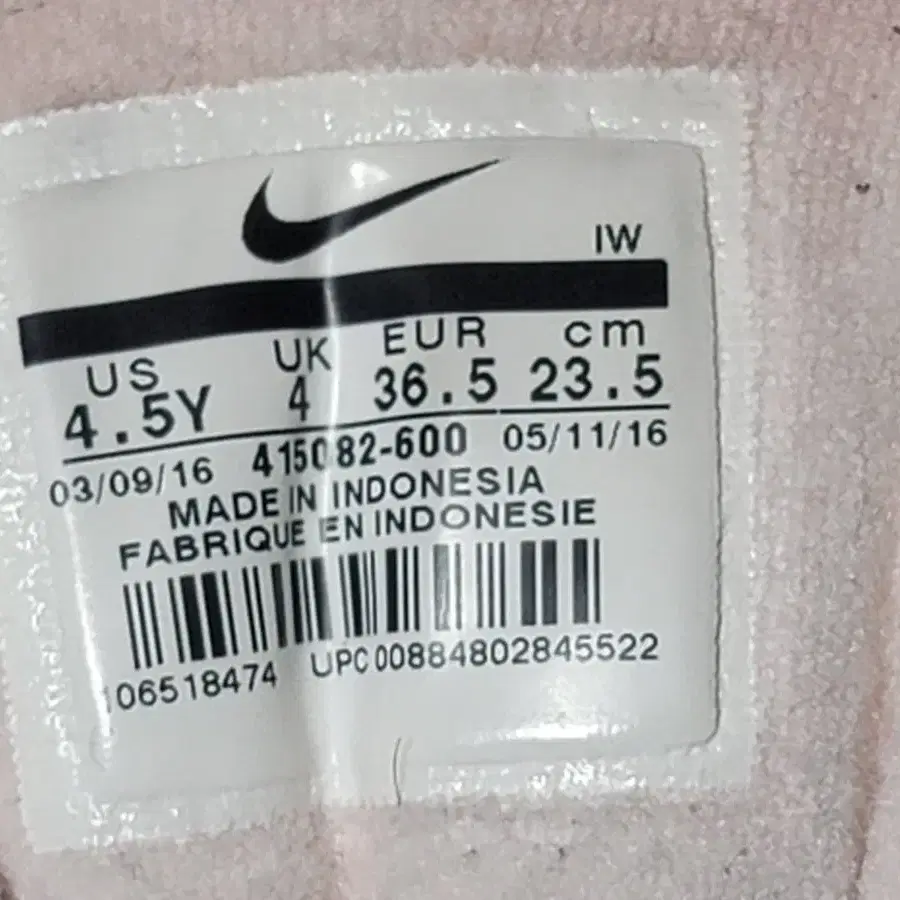 IW
US UK EUR cm
4.5Y 4 36.5 23.5
03/09/16 415082-600 05/11/16
MADE IN INDONESIA
FABRIQUE EN INDONESIE
106518474 UPC00884802845522